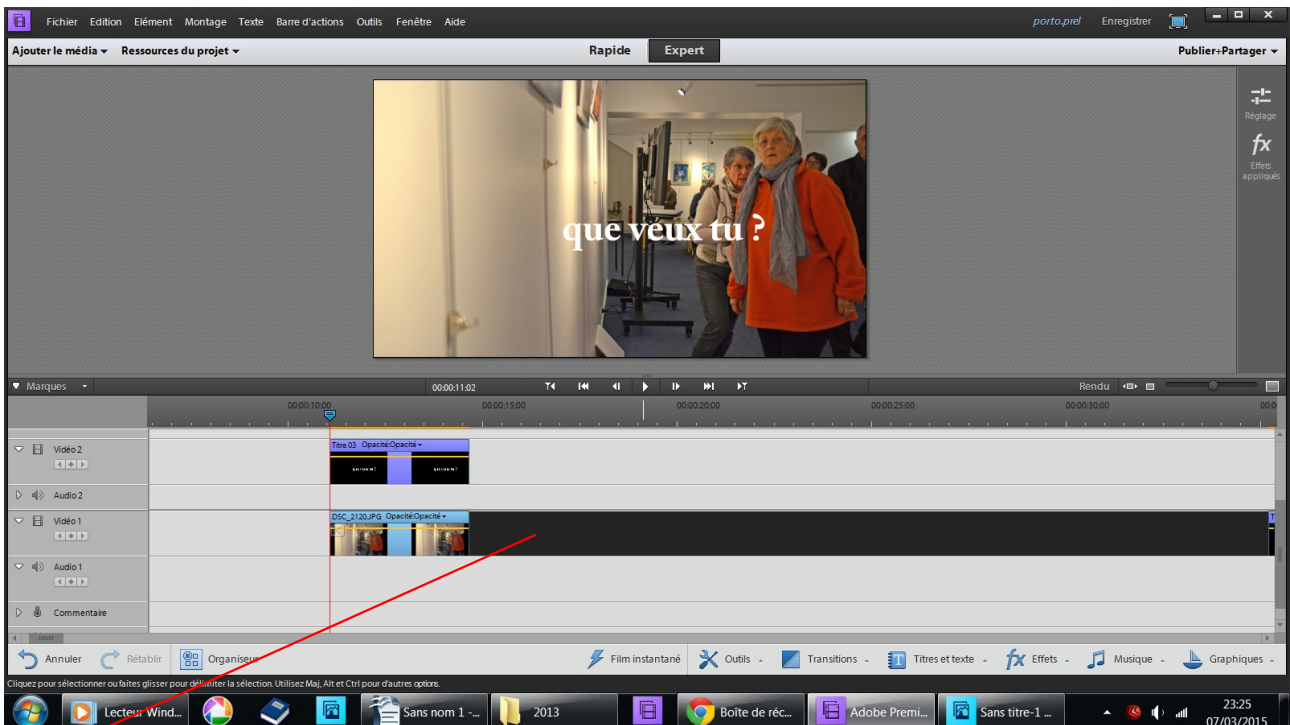 Fichier Edition Elément Montage Texte Barre d'actions Outils Fenêtre Aide porto.prel Enregistrer
Ajouter le média Ressources du projet Rapide Expert Publier+Partager
Réglage
fx
Effets
appliqués
que veux tu ?
Marques 00:00:11:02 Rendu
00:00:10:00 00:00:15:00 00:00:20:00 00:00:25:00 00:00:30:00 00:0
Vidéo 2 Titre 03 Opacité:Opacité
Audio 2
Vidéo 1 DSC_2120.JPG Opacité:Opacité T
Audio 1
Commentaire
Annuler Rétablir Organiseur Film instantané Outils Transitions T Titres et texte fx Effets Musique Graphiques
Cliquez pour sélectionner ou faites glisser pour délimiter la sélection. Utilisez Maj, Alt et Ctrl pour d'autres options.
Lecteur Wind... Sans nom 1 -... 2013 Boîte de réc... Adobe Premi... Sans titre-1 ... 23:25
07/03/2015